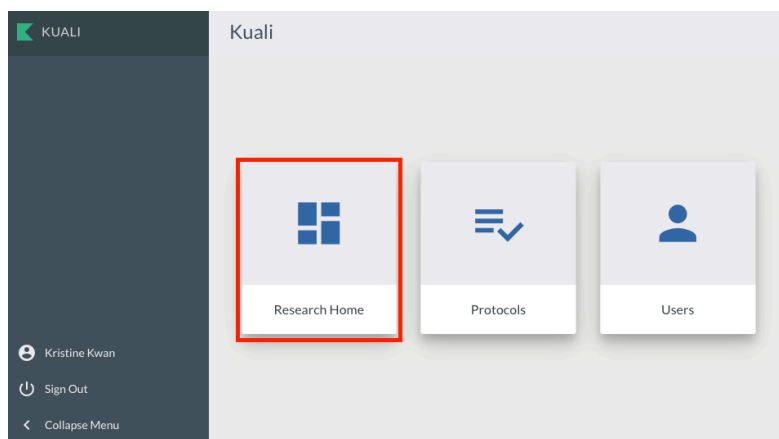 KUALI
Kuali
Research Home
Protocols
Users
Kristine Kwan
Sign Out
Collapse Menu